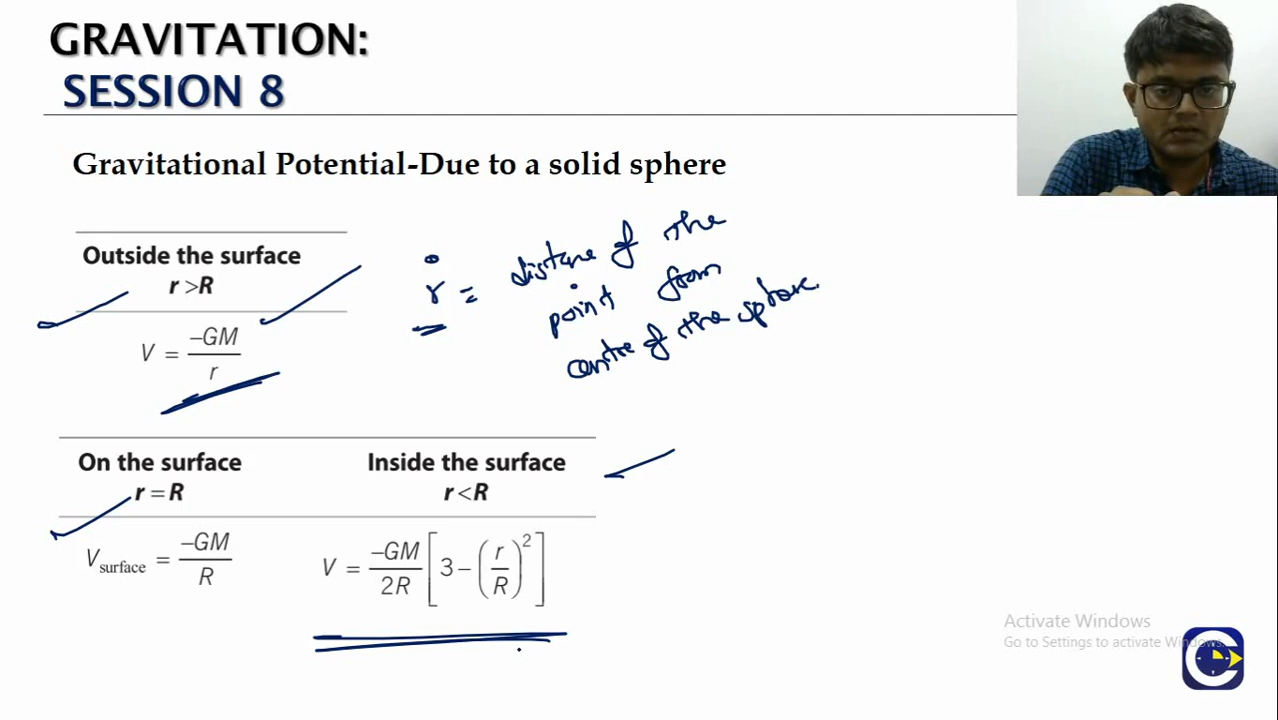 GRAVITATION:
SESSION 8
Gravitational Potential-Due to a solid sphere
Outside the surface
r >R
V = –GM/r
r = distane of the
point from
centre of the sphere
On the surface
r = R
V surface = –GM/R
Inside the surface
r < R
V = –GM/2R [3 – (r/R)²]
Activate Windows
Go to Settings to activate Windows.